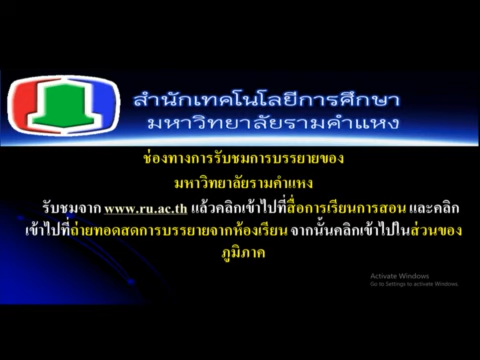 สำนักเทคโนโลยีการศึกษา
มหาวิทยาลัยรามคำแหง
ช่องทางการรับชมการบรรยายของ
มหาวิทยาลัยรามคำแหง
รับชมจาก www.ru.ac.th แล้วคลิกเข้าไปที่สื่อการเรียนการสอน และคลิก
เข้าไปที่ถ่ายทอดสดการบรรยายจากห้องเรียน จากนั้นคลิกเข้าไปในส่วนของ
ภูมิภาค
Activate Windows
Go to Settings to activate Windows.